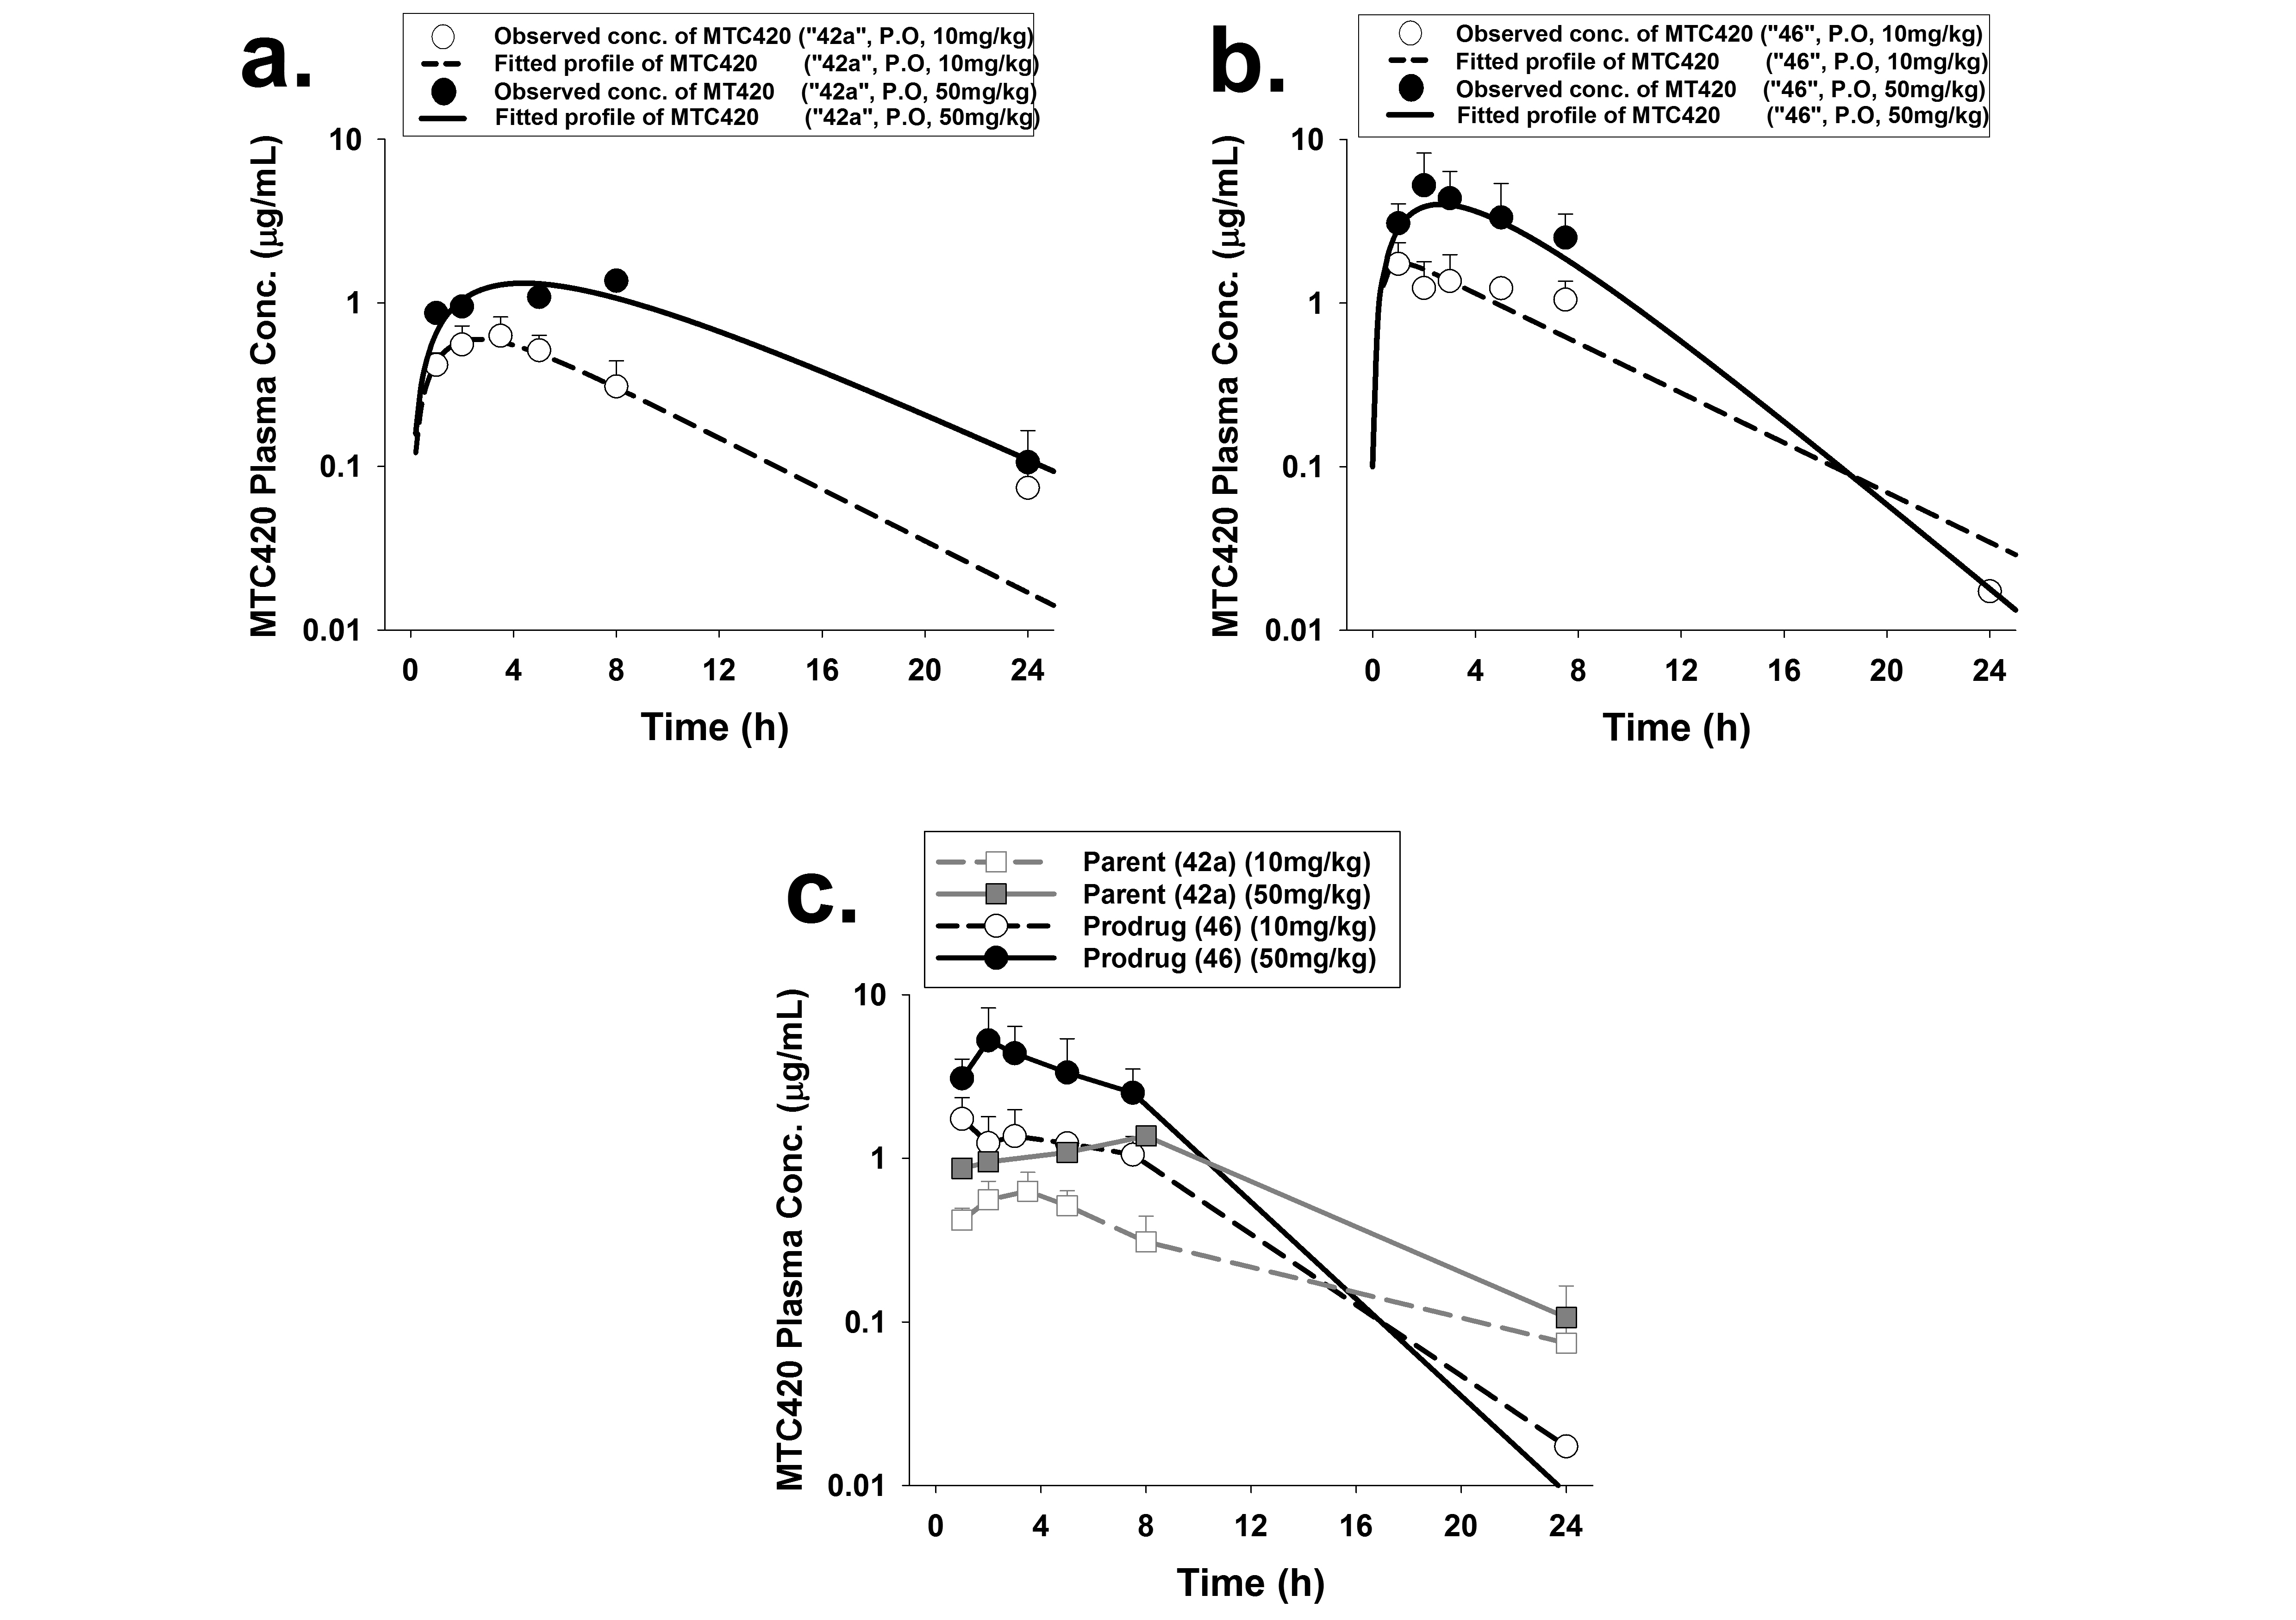 a.
Observed conc. of MTC420 ("42a", P.O, 10mg/kg)
Fitted profile of MTC420 ("42a", P.O, 10mg/kg)
Observed conc. of MT420 ("42a", P.O, 50mg/kg)
Fitted profile of MTC420 ("42a", P.O, 50mg/kg)
MTC420 Plasma Conc. (μg/mL)
10
1
0.1
0.01
0 4 8 12 16 20 24
Time (h)
b.
Observed conc. of MTC420 ("46", P.O, 10mg/kg)
Fitted profile of MTC420 ("46", P.O, 10mg/kg)
Observed conc. of MT420 ("46", P.O, 50mg/kg)
Fitted profile of MTC420 ("46", P.O, 50mg/kg)
MTC420 Plasma Conc. (μg/mL)
10
1
0.1
0.01
0 4 8 12 16 20 24
Time (h)
c.
Parent (42a) (10mg/kg)
Parent (42a) (50mg/kg)
Prodrug (46) (10mg/kg)
Prodrug (46) (50mg/kg)
MTC420 Plasma Conc. (μg/mL)
10
1
0.1
0.01
0 4 8 12 16 20 24
Time (h)